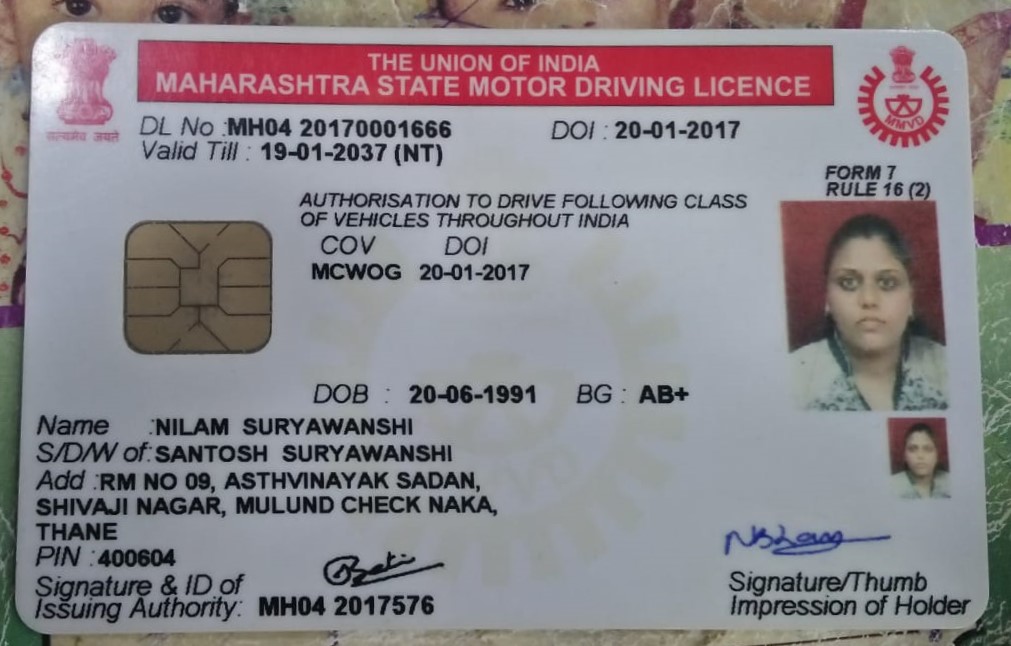 THE UNION OF INDIA
MAHARASHTRA STATE MOTOR DRIVING LICENCE
सत्यमेव जयते
MMVD
DL No : MH04 20170001666 DOI : 20-01-2017
Valid Till : 19-01-2037 (NT)
FORM 7
RULE 16 (2)
AUTHORISATION TO DRIVE FOLLOWING CLASS
OF VEHICLES THROUGHOUT INDIA
COV DOI
MCWOG 20-01-2017
DOB : 20-06-1991 BG : AB+
Name : NILAM SURYAWANSHI
S/D/W of : SANTOSH SURYAWANSHI
Add : RM NO 09, ASTHVINAYAK SADAN,
SHIVAJI NAGAR, MULUND CHECK NAKA,
THANE
PIN : 400604
Signature & ID of
Issuing Authority: MH04 2017576
Signature/Thumb
Impression of Holder